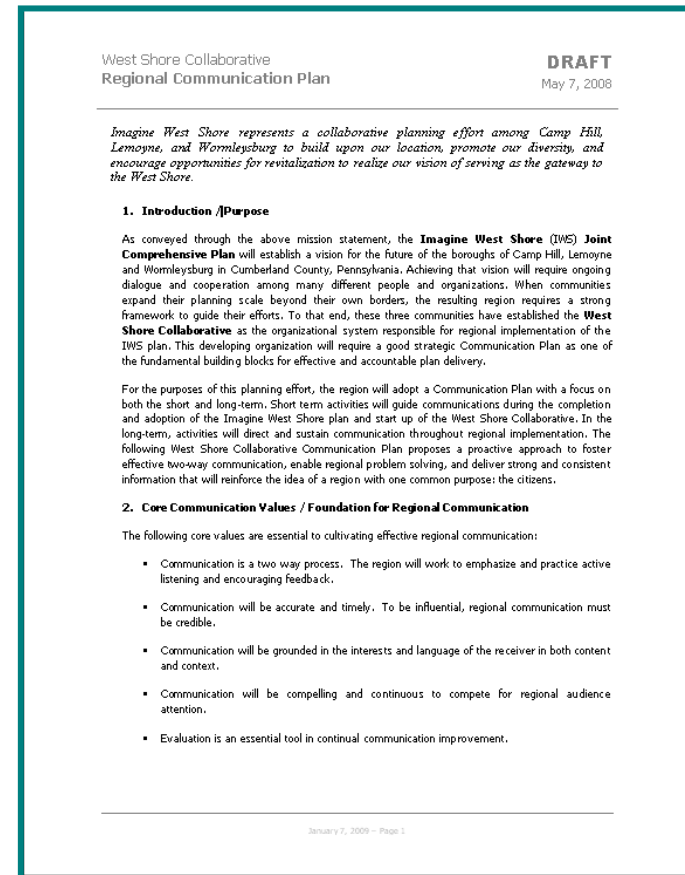 West Shore Collaborative
DRAFT
Regional Communication Plan
May 7, 2008
Imagine West Shore represents a collaborative planning effort among Camp Hill,
Lemoyne, and Wormleysburg to build upon our location, promote our diversity, and
encourage opportunities for revitalization to realize our vision of serving as the gateway to
the West Shore.
1. Introduction /Purpose
As conveyed through the above mission statement, the Imagine West Shore (IWS) Joint
Comprehensive Plan will establish a vision for the future of the boroughs of Camp Hill, Lemoyne
and Wormleysburg in Cumberland County, Pennsylvania. Achieving that vision will require ongoing
dialogue and cooperation among many different people and organizations. When communities
expand their planning scale beyond their own borders, the resulting region requires a strong
framework to guide their efforts. To that end, these three communities have established the West
Shore Collaborative as the organizational system responsible for regional implementation of the
IWS plan. This developing organization will require a good strategic Communication Plan as one of
the fundamental building blocks for effective and accountable plan delivery.
For the purposes of this planning effort, the region will adopt a Communication Plan with a focus on
both the short and long-term. Short term activities will guide communications during the completion
and adoption of the Imagine West Shore plan and start up of the West Shore Collaborative. In the
long-term, activities will direct and sustain communication throughout regional implementation. The
following West Shore Collaborative Communication Plan proposes a proactive approach to foster
effective two-way communication, enable regional problem solving, and deliver strong and consistent
information that will reinforce the idea of a region with one common purpose: the citizens.
2. Core Communication Values / Foundation for Regional Communication
The following core values are essential to cultivating effective regional communication:
▪ Communication is a two way process. The region will work to emphasize and practice active
listening and encouraging feedback.
▪ Communication will be accurate and timely. To be influential, regional communication must
be credible.
▪ Communication will be grounded in the interests and language of the receiver in both content
and context.
▪ Communication will be compelling and continuous to compete for regional audience
attention.
▪ Evaluation is an essential tool in continual communication improvement.
January 7, 2009 – Page 1